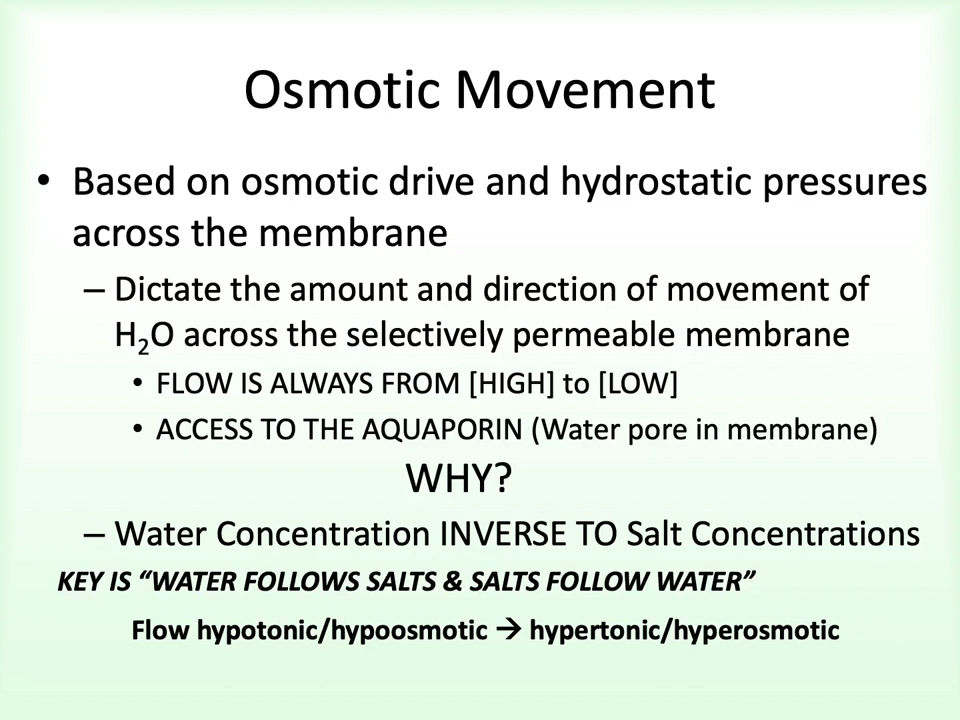 Osmotic Movement
• Based on osmotic drive and hydrostatic pressures
across the membrane
– Dictate the amount and direction of movement of
H₂O across the selectively permeable membrane
• FLOW IS ALWAYS FROM [HIGH] to [LOW]
• ACCESS TO THE AQUAPORIN (Water pore in membrane)
WHY?
– Water Concentration INVERSE TO Salt Concentrations
KEY IS “WATER FOLLOWS SALTS & SALTS FOLLOW WATER”
Flow hypotonic/hypoosmotic → hypertonic/hyperosmotic